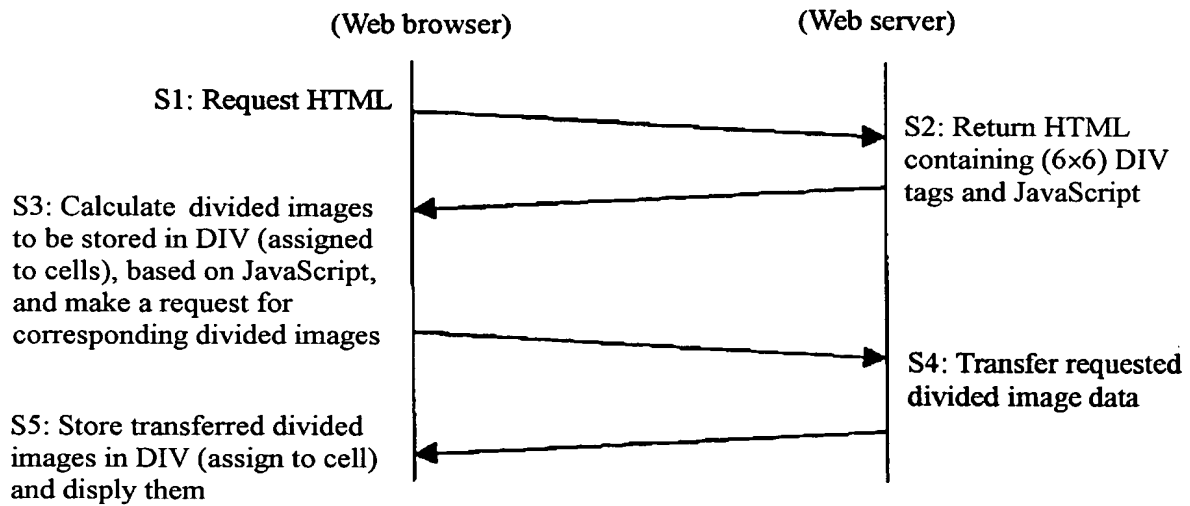 (Web browser)
(Web server)
S1: Request HTML
S2: Return HTML
containing (6×6) DIV
tags and JavaScript
S3: Calculate divided images
to be stored in DIV (assigned
to cells), based on JavaScript,
and make a request for
corresponding divided images
S4: Transfer requested
divided image data
S5: Store transferred divided
images in DIV (assign to cell)
and disply them